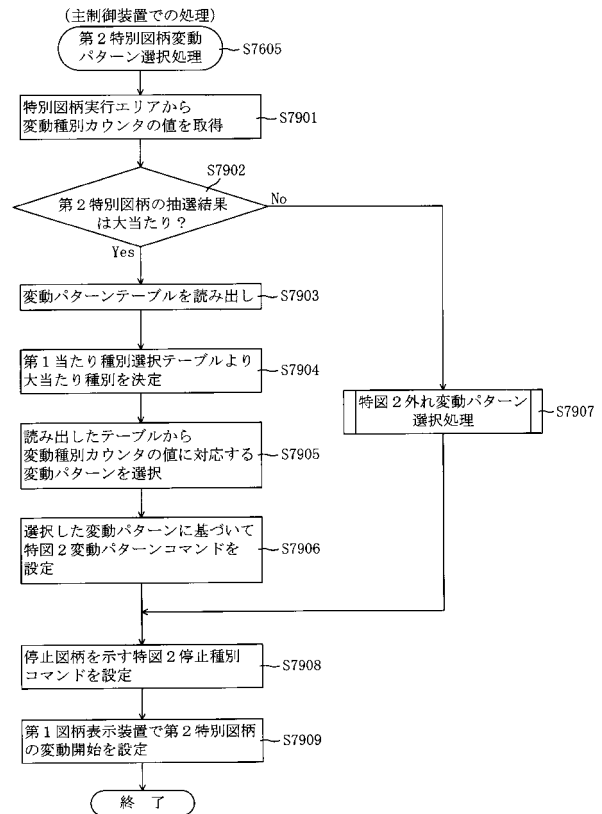 (主制御装置での処理)
第2特別図柄変動
パターン選択処理
S7605
特別図柄実行エリアから
変動種別カウンタの値を取得
S7901
S7902
第2特別図柄の抽選結果
は大当たり？
No
Yes
変動パターンテーブルを読み出し
S7903
第1当たり種別選択テーブルより
大当たり種別を決定
S7904
特図2外れ変動パターン
選択処理
S7907
読み出したテーブルから
変動種別カウンタの値に対応する
変動パターンを選択
S7905
選択した変動パターンに基づいて
特図2変動パターンコマンドを
設定
S7906
停止図柄を示す特図2停止種別
コマンドを設定
S7908
第1図柄表示装置で第2特別図柄
の変動開始を設定
S7909
終 了